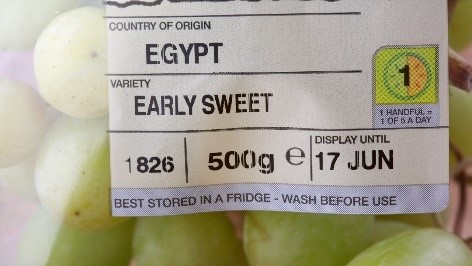 COUNTRY OF ORIGIN
EGYPT
VARIETY
EARLY SWEET
1
1 HANDFUL =
1 OF 5 A DAY
DISPLAY UNTIL
1826 500g e 17 JUN
BEST STORED IN A FRIDGE - WASH BEFORE USE